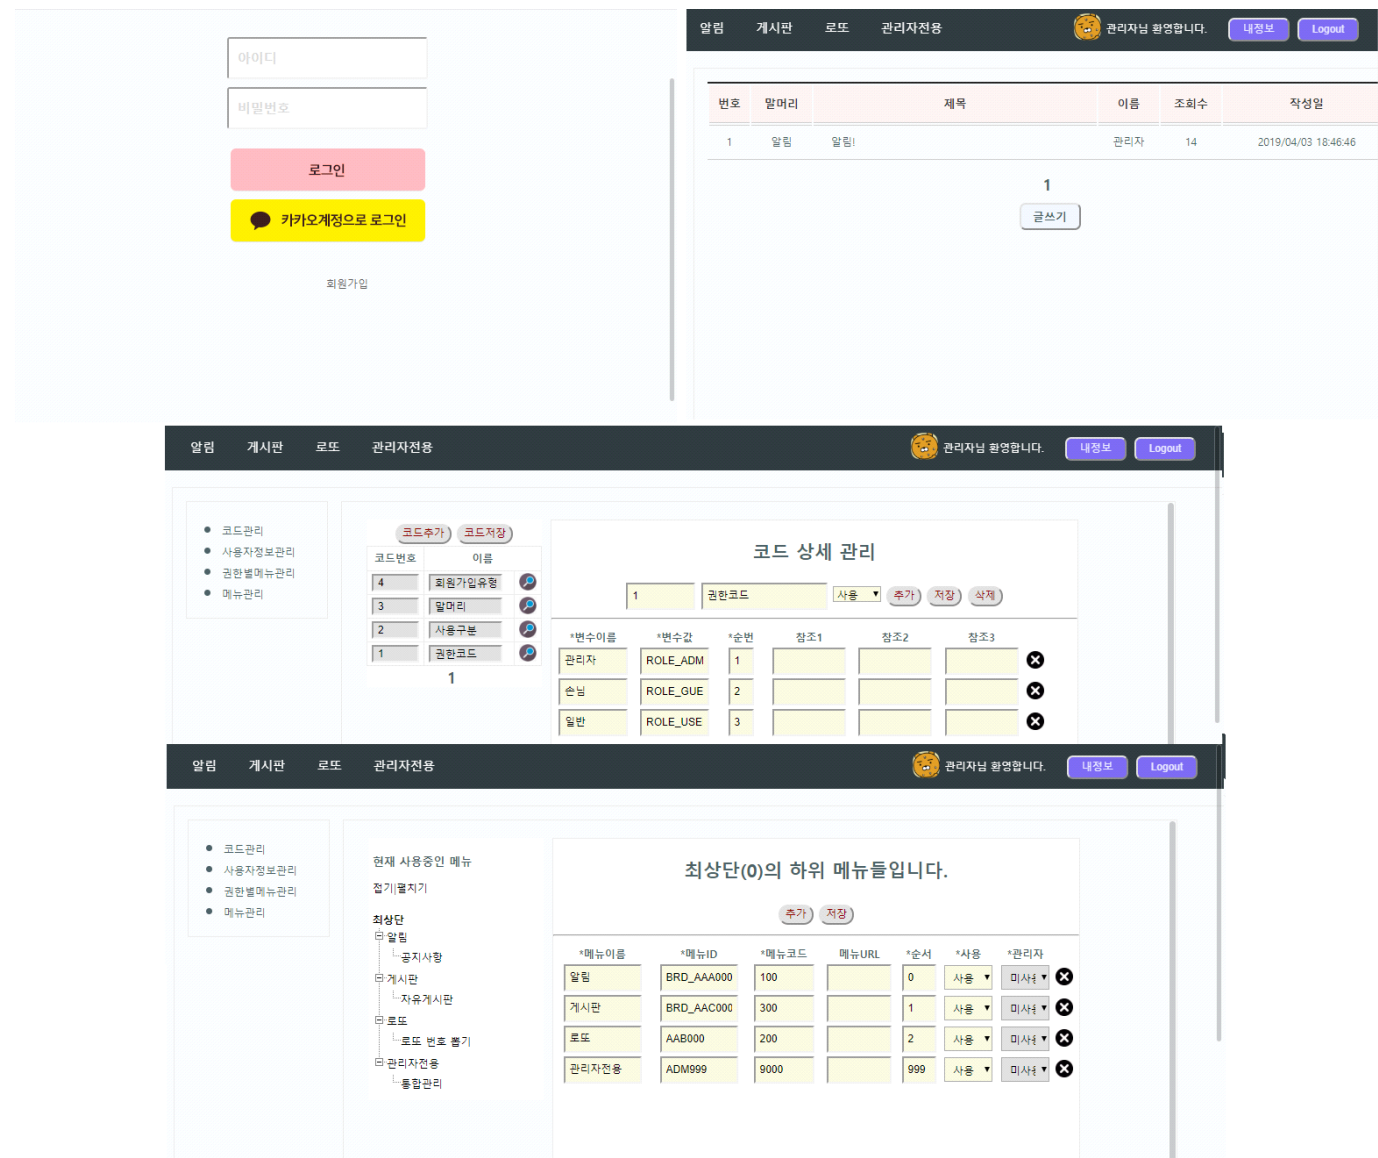 아이디
비밀번호
로그인
카카오계정으로 로그인
회원가입
알림 게시판 로또 관리자전용 관리자님 환영합니다. 내정보 Logout
번호 말머리 제목 이름 조회수 작성일
1 알림 알림! 관리자 14 2019/04/03 18:46:46
1
글쓰기
알림 게시판 로또 관리자전용 관리자님 환영합니다. 내정보 Logout
코드관리
사용자정보관리
권한별메뉴관리
메뉴관리
코드추가 코드저장
코드번호 이름
4 회원가입유형
3 말머리
2 사용구분
1 권한코드
1
코드 상세 관리
1 권한코드 사용 추가 저장 삭제
*변수이름 *변수값 *순번 참조1 참조2 참조3
관리자 ROLE_ADM 1
손님 ROLE_GUE 2
일반 ROLE_USE 3
알림 게시판 로또 관리자전용 관리자님 환영합니다. 내정보 Logout
코드관리
사용자정보관리
권한별메뉴관리
메뉴관리
현재 사용중인 메뉴
접기|펼치기
최상단
알림
공지사항
게시판
자유게시판
로또
로또 번호 뽑기
관리자전용
통합관리
최상단(0)의 하위 메뉴들입니다.
추가 저장
*메뉴이름 *메뉴ID *메뉴코드 메뉴URL *순서 *사용 *관리자
알림 BRD_AAA000 100 0 사용 미사용
게시판 BRD_AAC000 300 1 사용 미사용
로또 AAB000 200 2 사용 미사용
관리자전용 ADM999 9000 999 사용 미사용